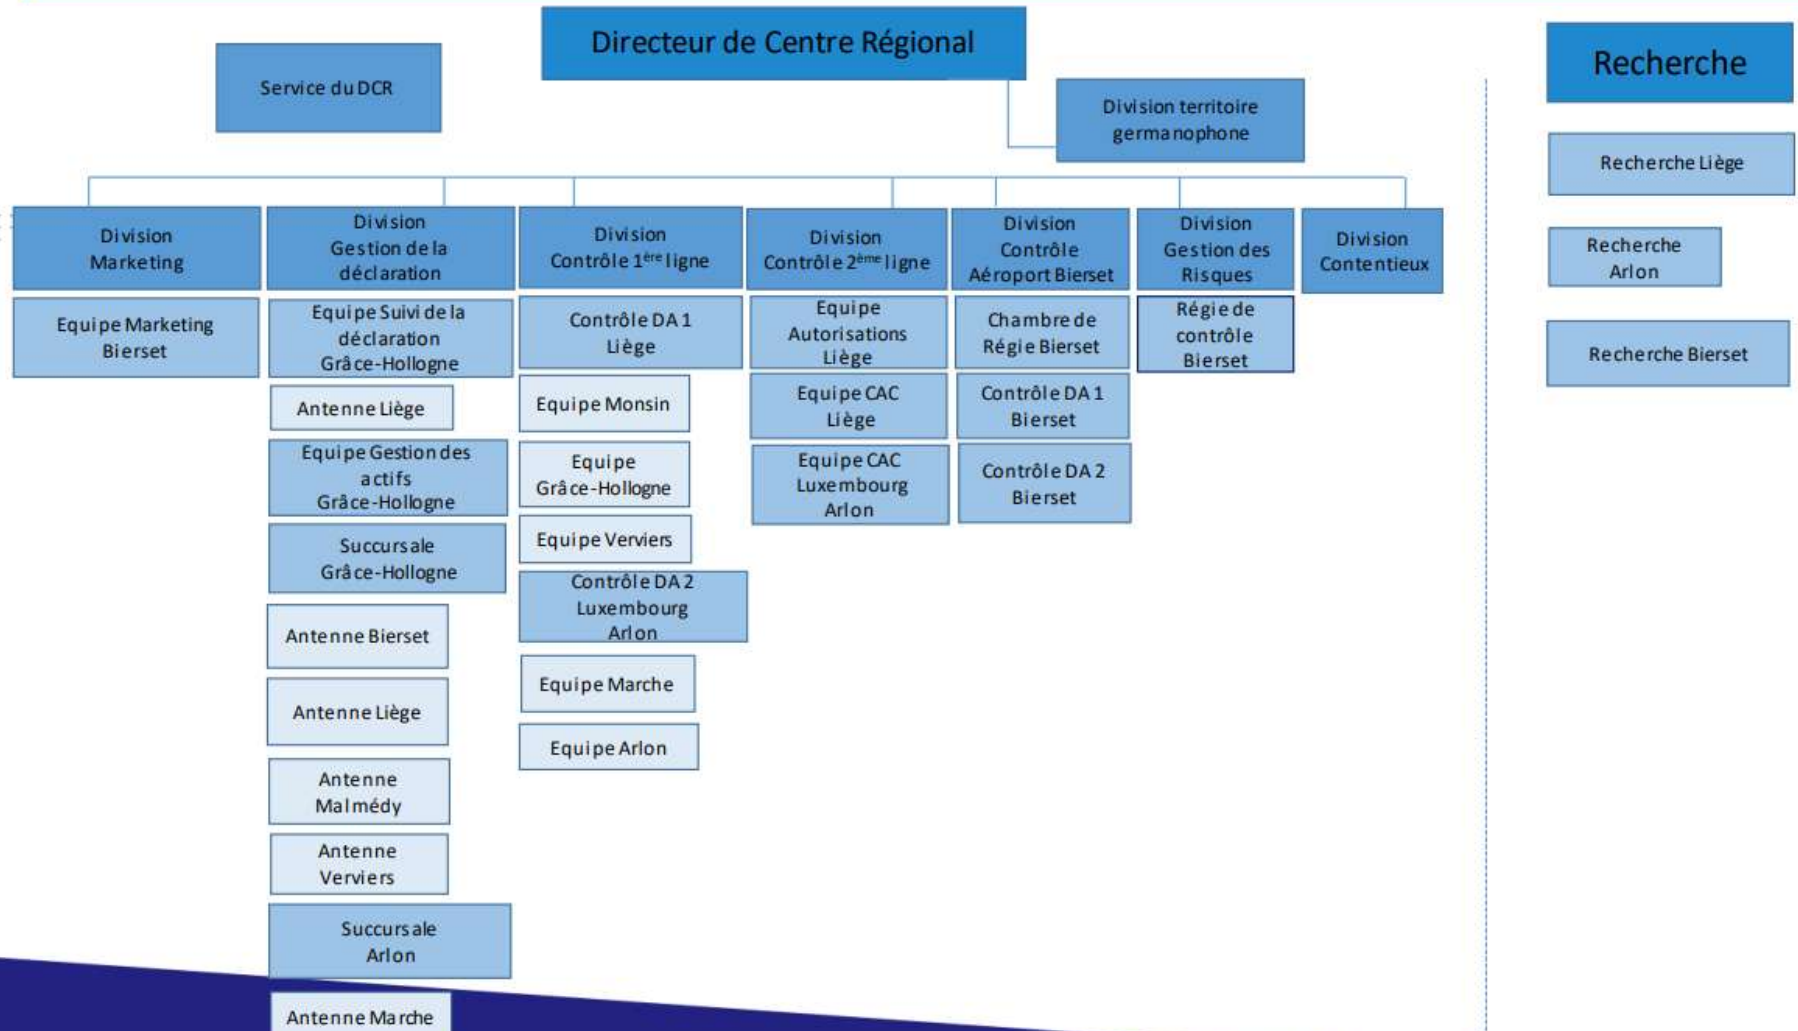 Directeur de Centre Régional
Service du DCR
Division territoire
germanophone
Division
Marketing
Equipe Marketing
Bierset
Division
Gestion de la
déclaration
Equipe Suivi de la
déclaration
Grâce-Hollogne
Antenne Liège
Equipe Gestion des
actifs
Grâce-Hollogne
Succursale
Grâce-Hollogne
Antenne Bierset
Antenne Liège
Antenne
Malmédy
Antenne
Verviers
Succursale
Arlon
Antenne Marche
Division
Contrôle 1ère ligne
Contrôle DA 1
Liège
Equipe Monsin
Equipe
Grâce-Hollogne
Equipe Verviers
Contrôle DA 2
Luxembourg
Arlon
Equipe Marche
Equipe Arlon
Division
Contrôle 2ème ligne
Equipe
Autorisations
Liège
Equipe CAC
Liège
Equipe CAC
Luxembourg
Arlon
Division
Contrôle
Aéroport Bierset
Chambre de
Régie Bierset
Contrôle DA 1
Bierset
Contrôle DA 2
Bierset
Division
Gestion des
Risques
Régie de
contrôle
Bierset
Division
Contentieux
Recherche
Recherche Liège
Recherche
Arlon
Recherche Bierset